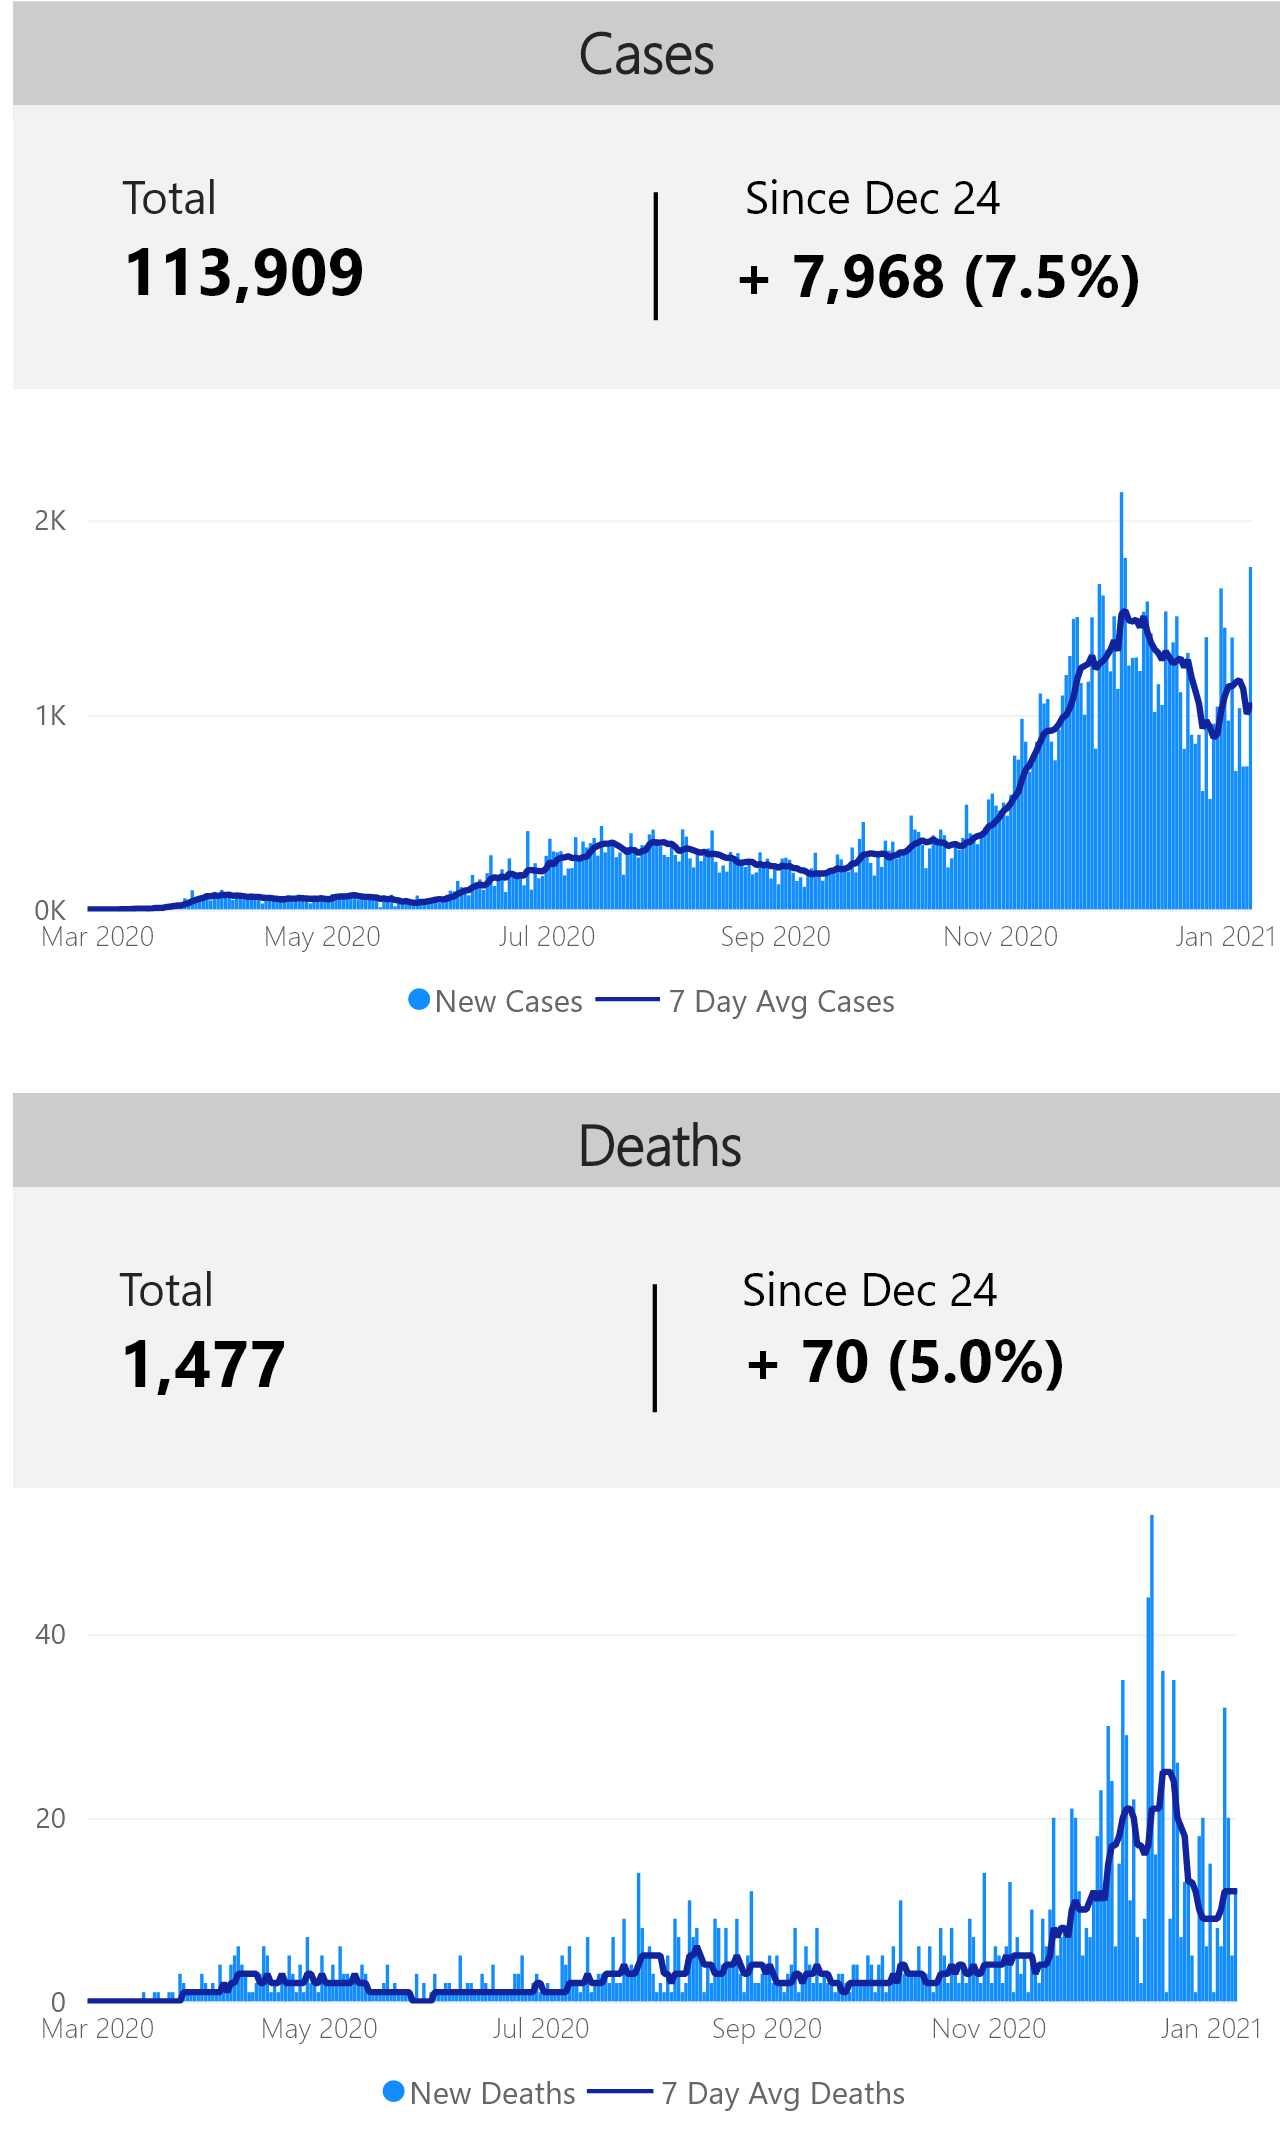 Cases
Total
Since Dec 24
113,909
+ 7,968 (7.5%)
2K
1K
0K
Mar 2020 May 2020 Jul 2020 Sep 2020 Nov 2020 Jan 2021
New Cases 7 Day Avg Cases
Deaths
Total
Since Dec 24
1,477
+ 70 (5.0%)
40
20
0
Mar 2020 May 2020 Jul 2020 Sep 2020 Nov 2020 Jan 2021
New Deaths 7 Day Avg Deaths